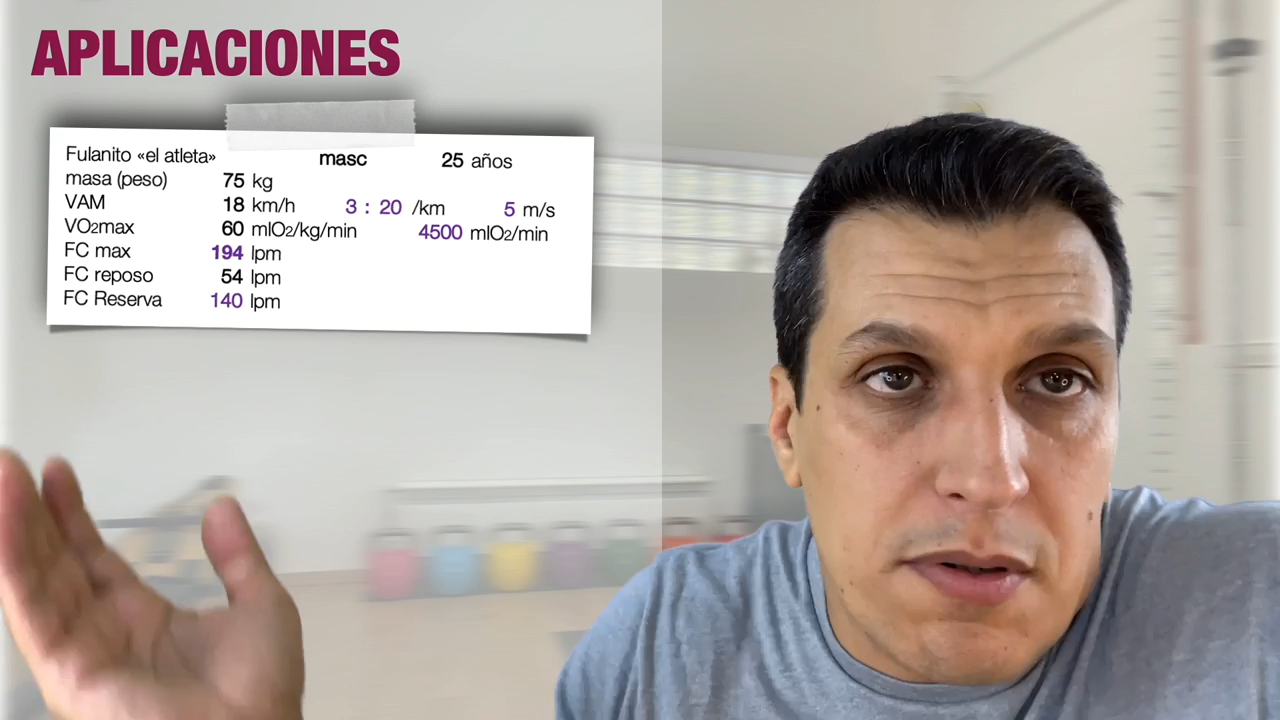 APLICACIONES
Fulanito «el atleta» masc 25 años
masa (peso) 75 kg
VAM 18 km/h 3 : 20 /km 5 m/s
VO2max 60 mlO2/kg/min 4500 mlO2/min
FC max 194 lpm
FC reposo 54 lpm
FC Reserva 140 lpm